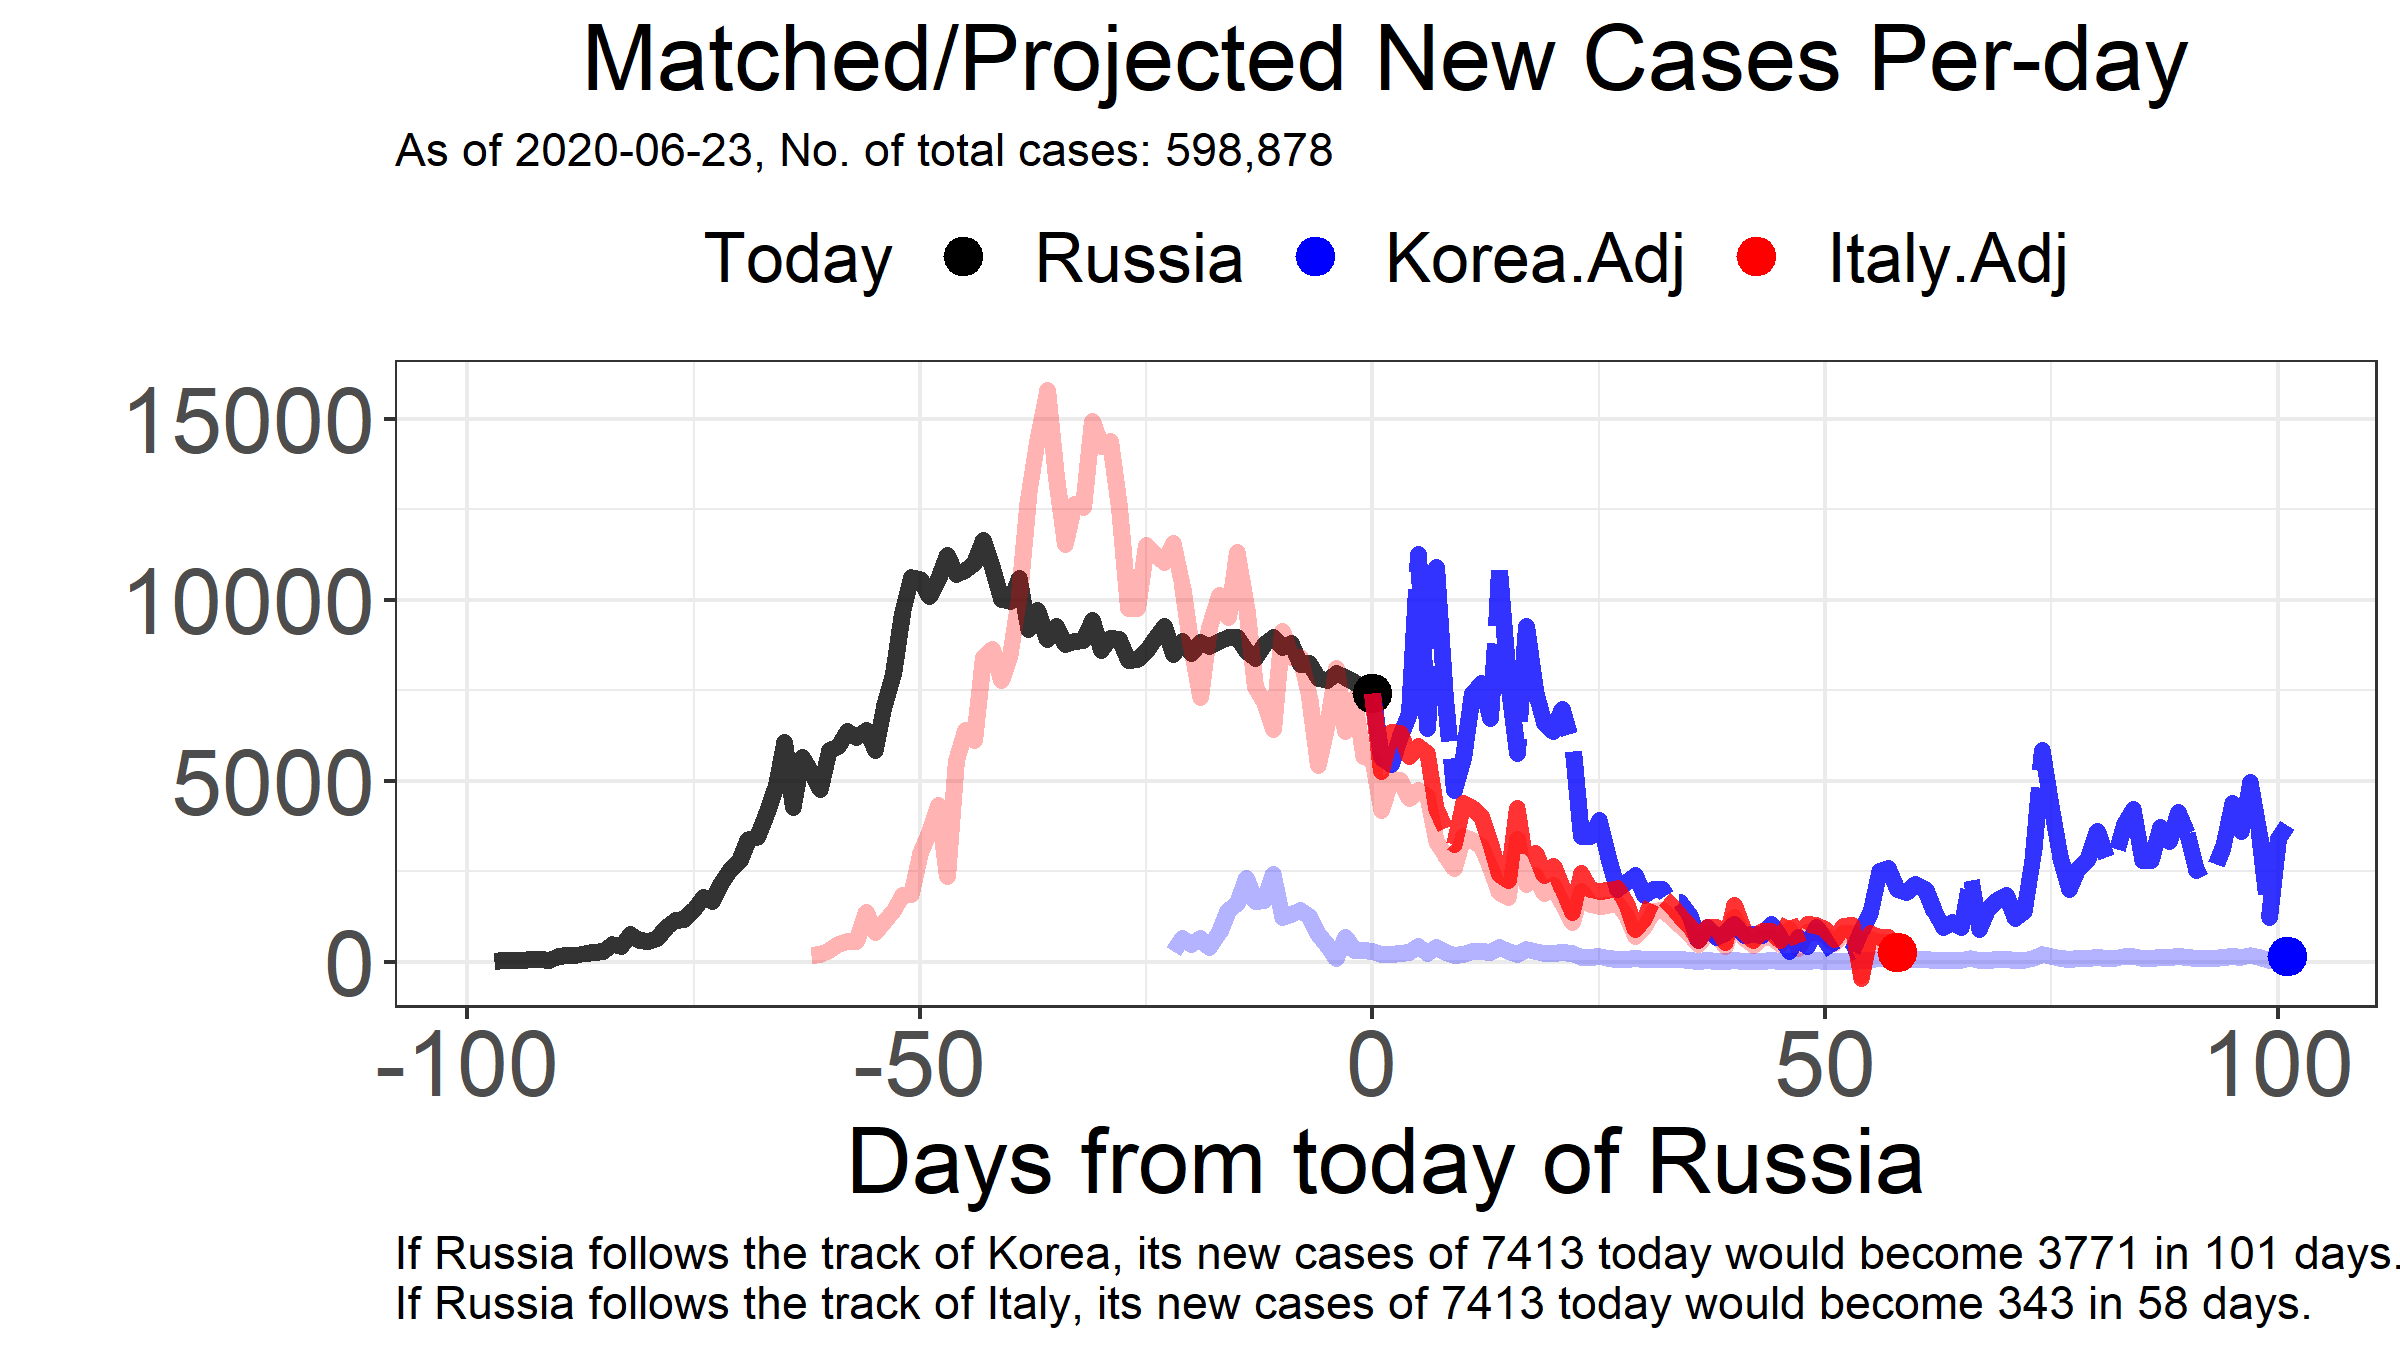 Matched/Projected New Cases Per-day
As of 2020-06-23, No. of total cases: 598,878
Today Russia Korea.Adj Italy.Adj
15000
10000
5000
0
-100 -50 0 50 100
Days from today of Russia
If Russia follows the track of Korea, its new cases of 7413 today would become 3771 in 101 days.
If Russia follows the track of Italy, its new cases of 7413 today would become 343 in 58 days.